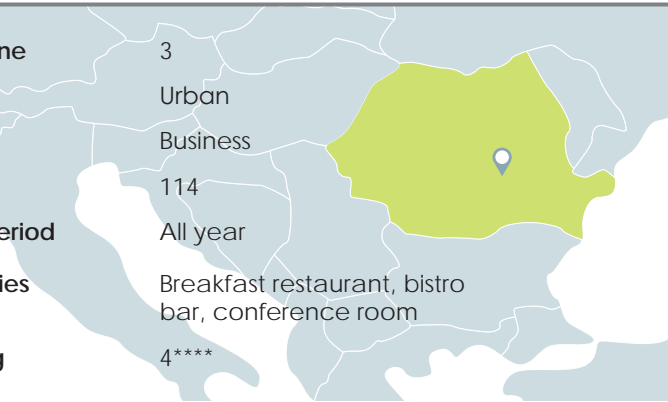 ne 3
Urban
Business
114
eriod All year
ies Breakfast restaurant, bistro
bar, conference room
g 4****